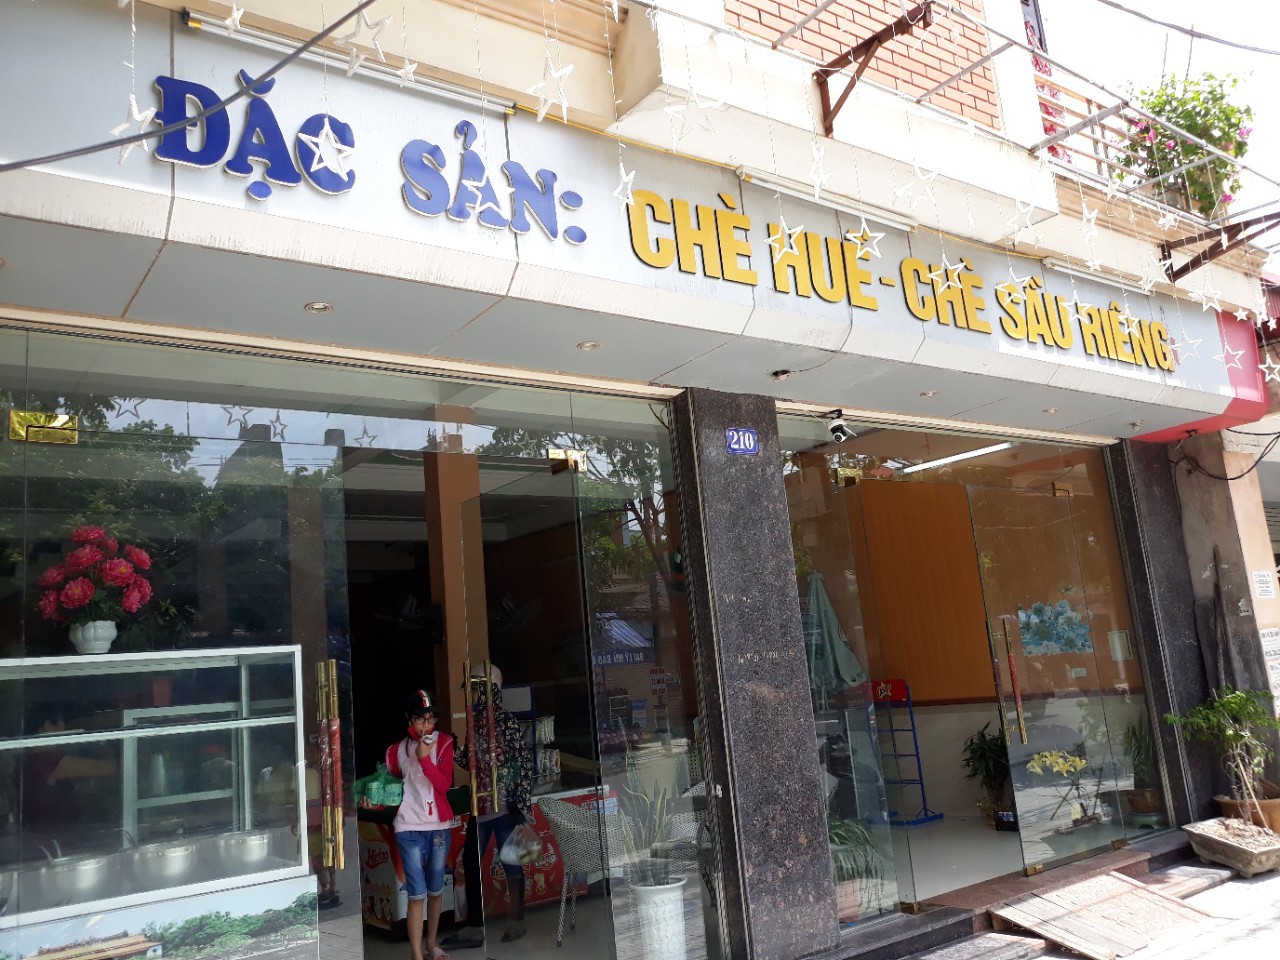 ĐẶC SẢN: CHÈ HUẾ - CHÈ SẦU RIÊNG
210